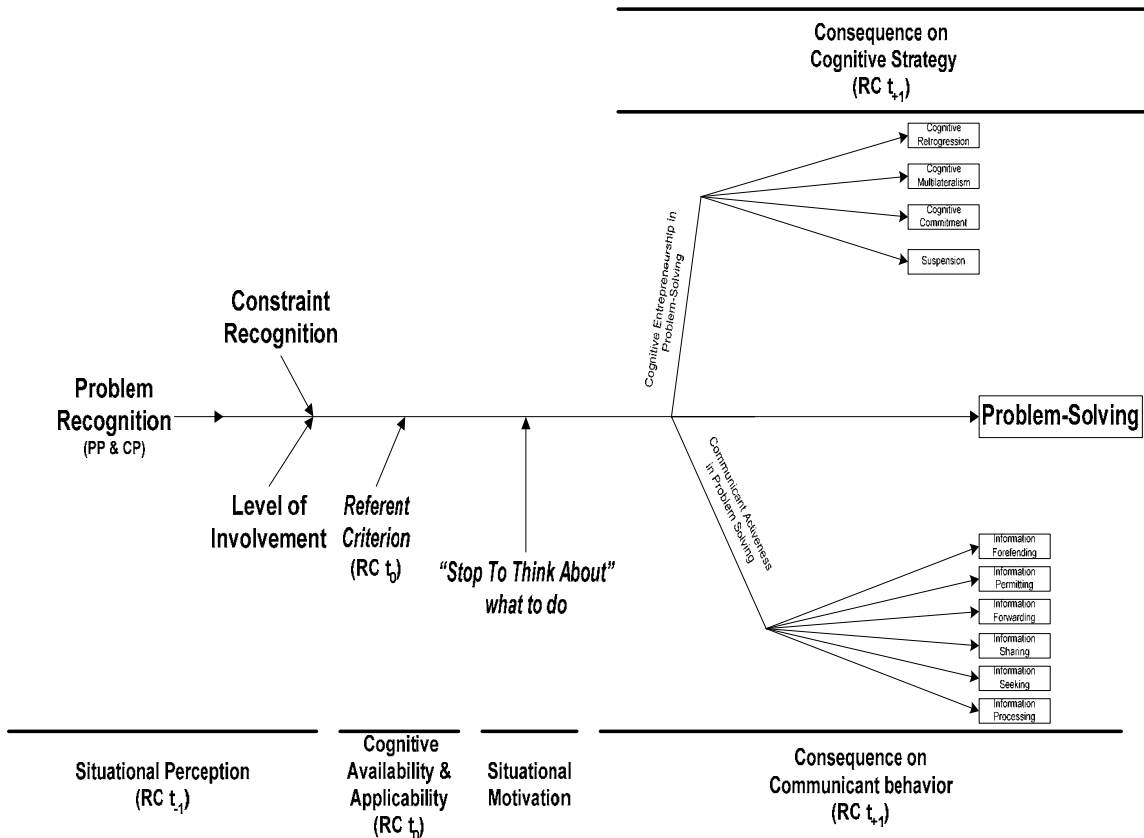 Consequence on
Cognitive Strategy
(RC t+1)
Cognitive
Retrogression
Cognitive
Multilateralism
Cognitive
Commitment
Suspension
Cognitive Entrepreneurship in
Problem-Solving
Constraint
Recognition
Problem
Recognition
(PP & CP)
Level of
Involvement
Referent
Criterion
(RC t0)
“Stop To Think About”
what to do
Problem-Solving
Communicant Activeness
in Problem Solving
Information
Forefending
Information
Permitting
Information
Forwarding
Information
Sharing
Information
Seeking
Information
Processing
Situational Perception
(RC t-1)
Cognitive
Availability &
Applicability
(RC t0)
Situational
Motivation
Consequence on
Communicant behavior
(RC t+1)